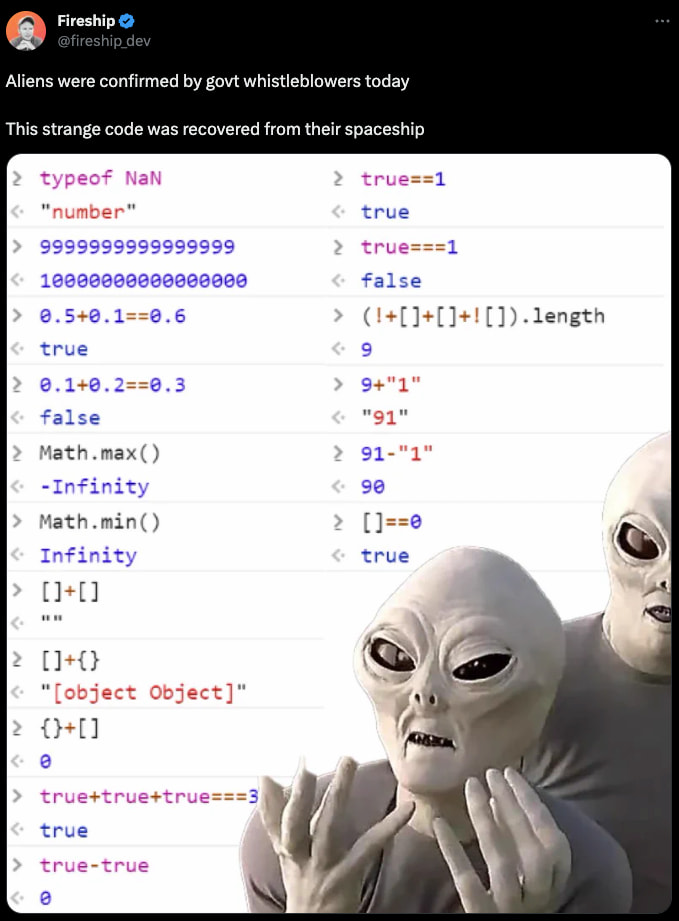 Fireship
@fireship_dev
Aliens were confirmed by govt whistleblowers today
This strange code was recovered from their spaceship
> typeof NaN
<· "number"
> 9999999999999999
<· 10000000000000000
> 0.5+0.1==0.6
<· true
> 0.1+0.2==0.3
<· false
> Math.max()
<· -Infinity
> Math.min()
<· Infinity
> []+[]
<· ""
> []+{}
<· "[object Object]"
> {}+[]
<· 0
> true+true+true===3
<· true
> true-true
<· 0
> true==1
<· true
> true===1
<· false
> (!+[]+[]+![]).length
<· 9
> 9+"1"
<· "91"
> 91-"1"
<· 90
> []==0
<· true